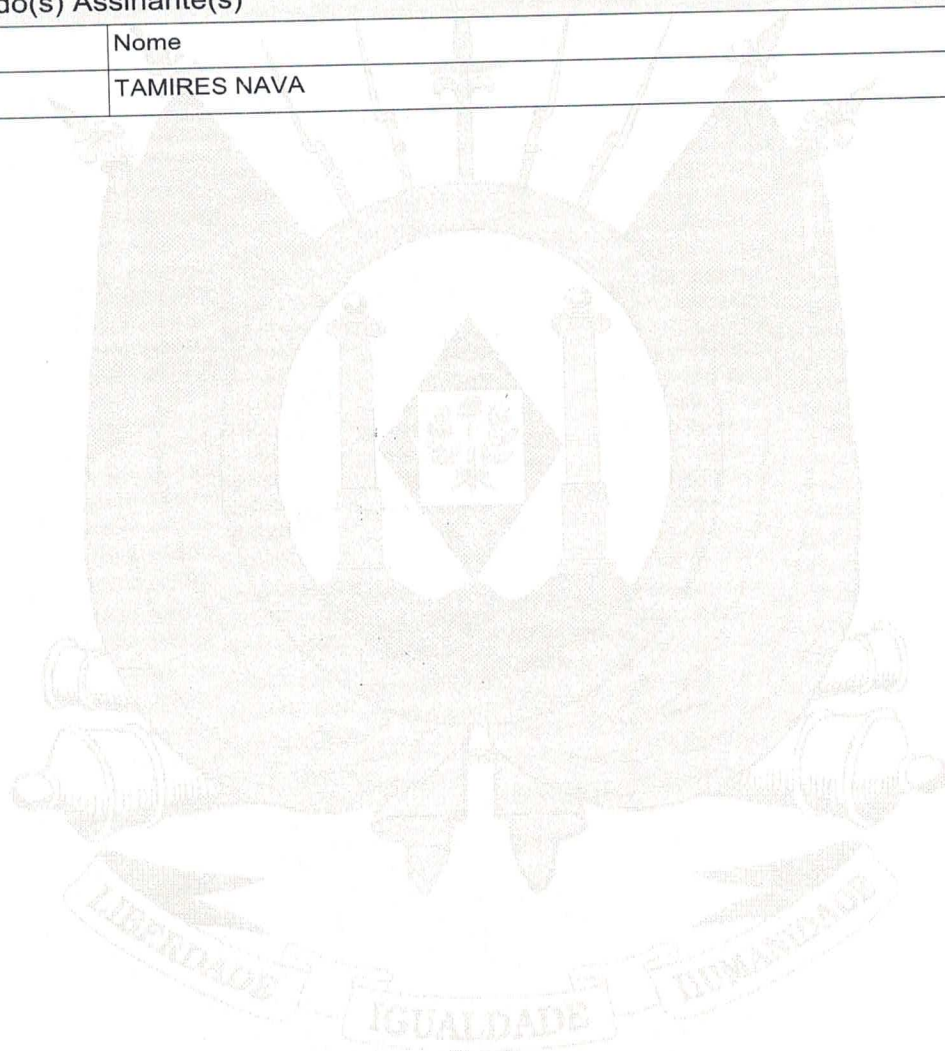 do(s) Assinante(s)
Nome
TAMIRES NAVA
LIBERDADE
IGUALDADE
HUMANIDADE